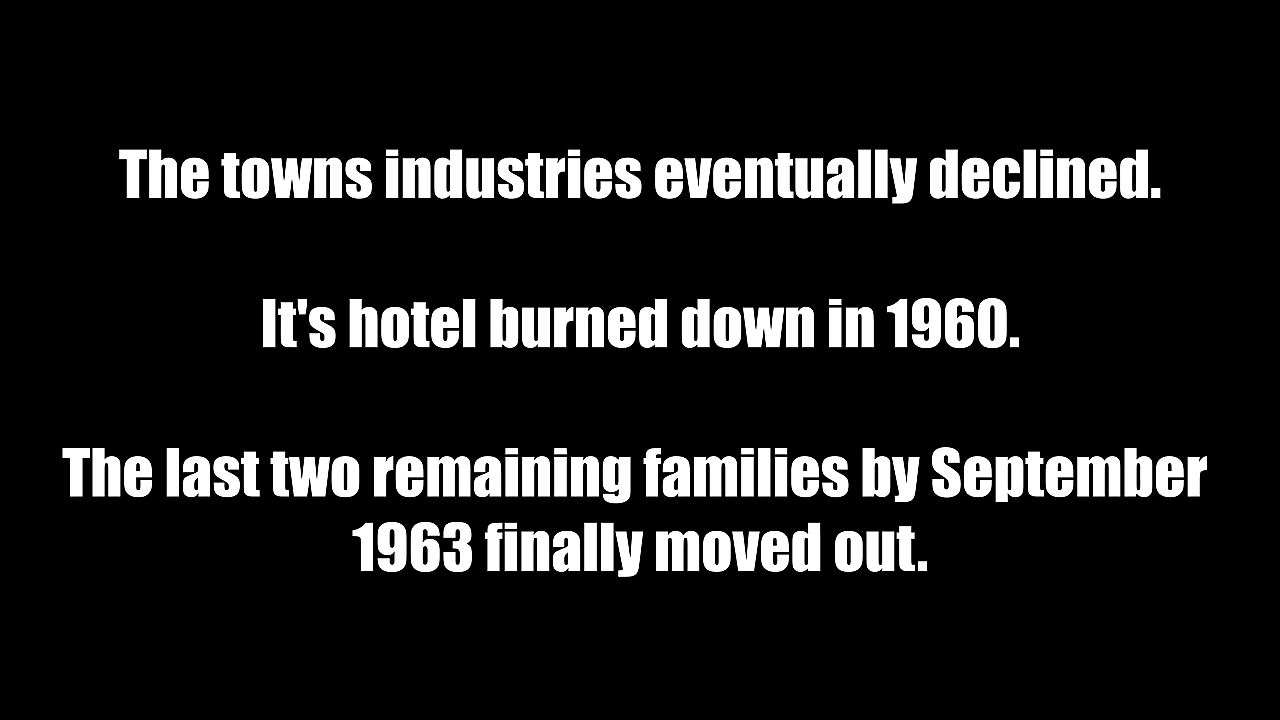 The towns industries eventually declined.
It's hotel burned down in 1960.
The last two remaining families by September
1963 finally moved out.